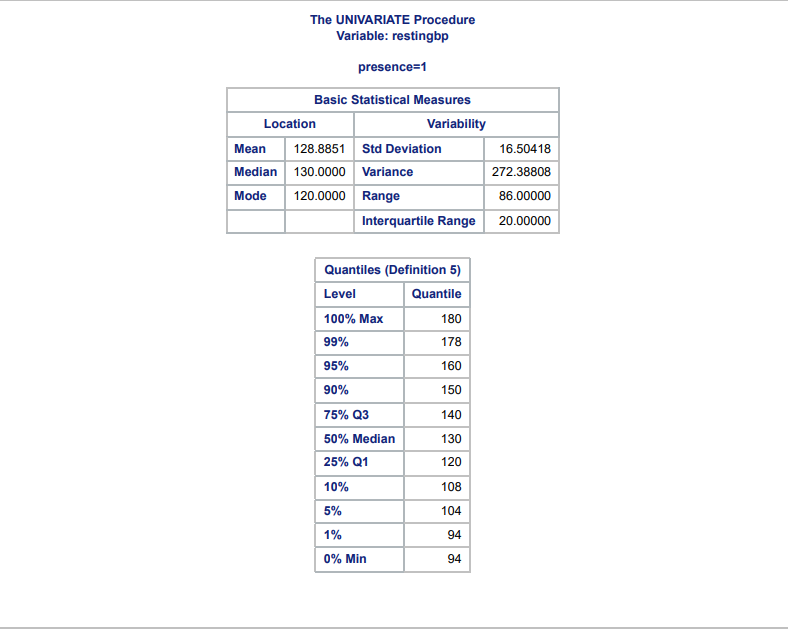 The UNIVARIATE Procedure
Variable: restingbp
presence=1
Basic Statistical Measures
Location Variability
Mean 128.8851 Std Deviation 16.50418
Median 130.0000 Variance 272.38808
Mode 120.0000 Range 86.00000
Interquartile Range 20.00000
Quantiles (Definition 5)
Level Quantile
100% Max 180
99% 178
95% 160
90% 150
75% Q3 140
50% Median 130
25% Q1 120
10% 108
5% 104
1% 94
0% Min 94